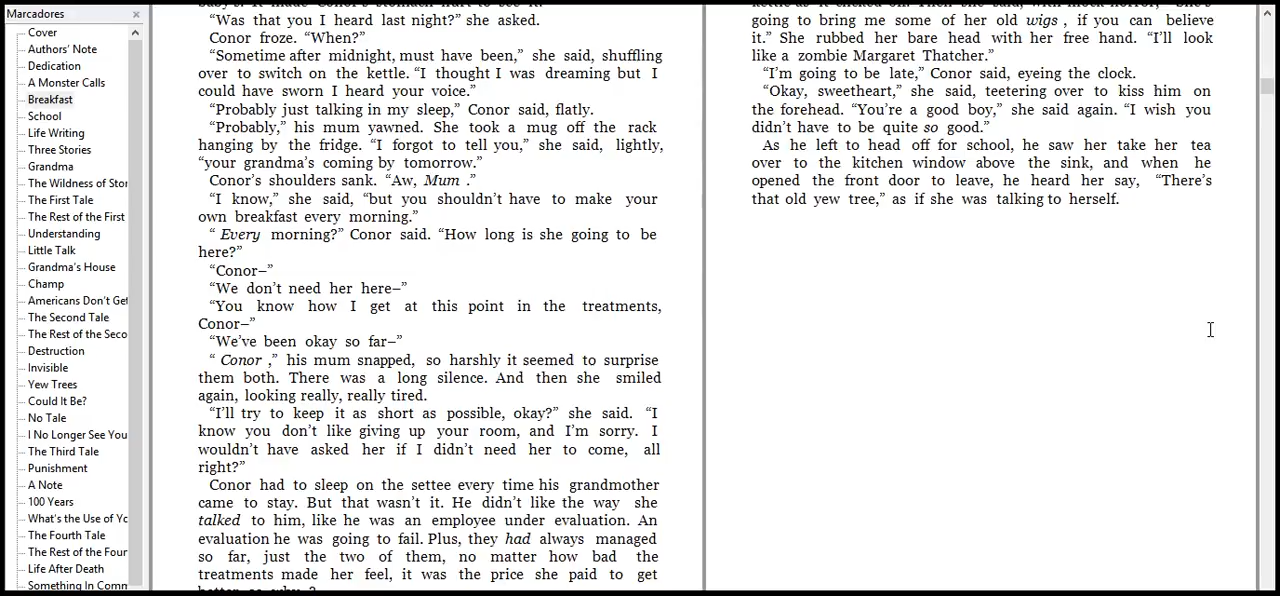 Marcadores
Cover
Authors' Note
Dedication
A Monster Calls
Breakfast
School
Life Writing
Three Stories
Grandma
The Wildness of Stor
The First Tale
The Rest of the First
Understanding
Little Talk
Grandma's House
Champ
Americans Don't Get
The Second Tale
The Rest of the Seco
Destruction
Invisible
Yew Trees
Could It Be?
No Tale
I No Longer See You
The Third Tale
Punishment
A Note
100 Years
What's the Use of Yo
The Fourth Tale
The Rest of the Four
Life After Death
Something In Comm
“Was that you I heard last night?” she asked.
Conor froze. “When?”
“Sometime after midnight, must have been,” she said, shuffling
over to switch on the kettle. “I thought I was dreaming but I
could have sworn I heard your voice.”
“Probably just talking in my sleep,” Conor said, flatly.
“Probably,” his mum yawned. She took a mug off the rack
hanging by the fridge. “I forgot to tell you,” she said, lightly,
“your grandma's coming by tomorrow.”
Conor's shoulders sank. “Aw, Mum .”
“I know,” she said, “but you shouldn't have to make your
own breakfast every morning.”
“ Every morning?” Conor said. “How long is she going to be
here?”
“Conor–”
“We don't need her here–”
“You know how I get at this point in the treatments,
Conor–”
“We've been okay so far–”
“ Conor ,” his mum snapped, so harshly it seemed to surprise
them both. There was a long silence. And then she smiled
again, looking really, really tired.
“I'll try to keep it as short as possible, okay?” she said. “I
know you don't like giving up your room, and I'm sorry. I
wouldn't have asked her if I didn't need her to come, all
right?”
Conor had to sleep on the settee every time his grandmother
came to stay. But that wasn't it. He didn't like the way she
talked to him, like he was an employee under evaluation. An
evaluation he was going to fail. Plus, they had always managed
so far, just the two of them, no matter how bad the
treatments made her feel, it was the price she paid to get
going to bring me some of her old wigs , if you can believe
it.” She rubbed her bare head with her free hand. “I'll look
like a zombie Margaret Thatcher.”
“I'm going to be late,” Conor said, eyeing the clock.
“Okay, sweetheart,” she said, teetering over to kiss him on
the forehead. “You're a good boy,” she said again. “I wish you
didn't have to be quite so good.”
As he left to head off for school, he saw her take her tea
over to the kitchen window above the sink, and when he
opened the front door to leave, he heard her say, “There's
that old yew tree,” as if she was talking to herself.